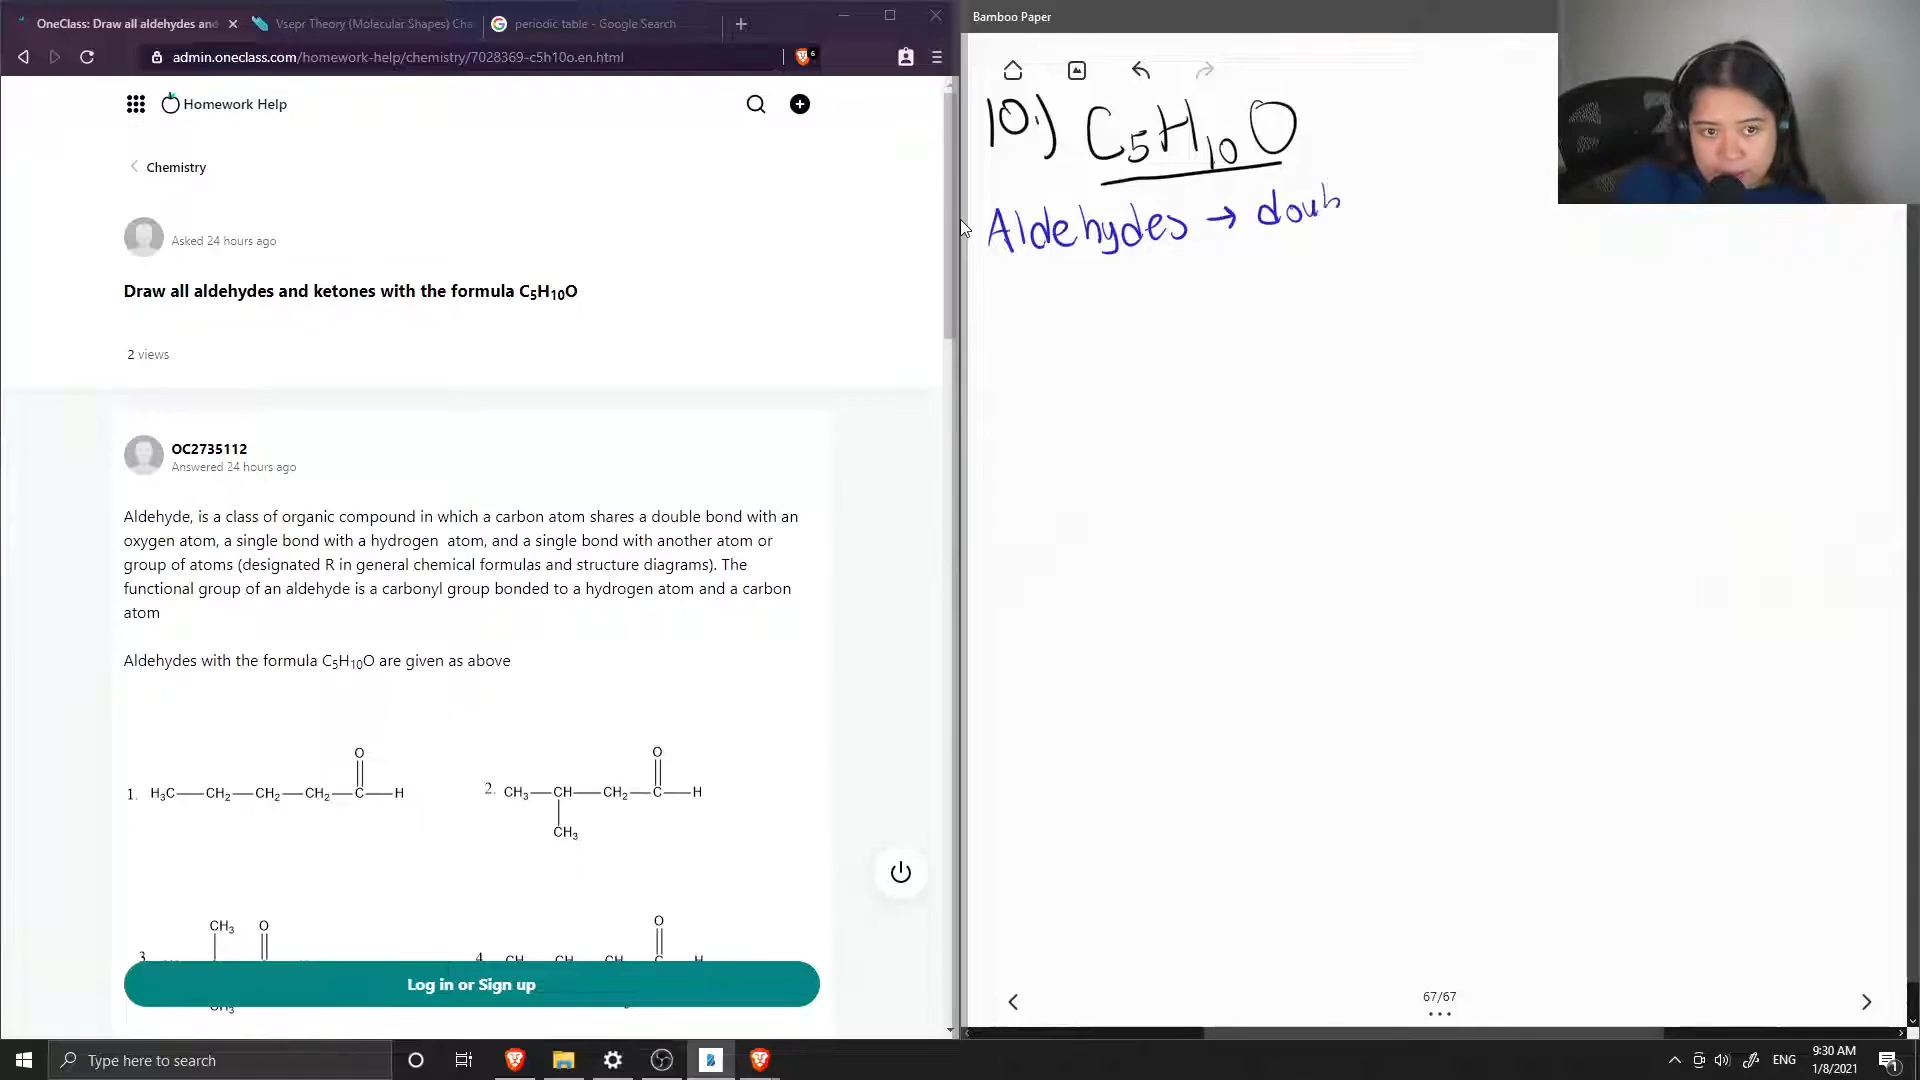 OneClass: Draw all aldehydes and
Vsepr Theory (Molecular Shapes) Cha
periodic table - Google Search
admin.oneclass.com/homework-help/chemistry/7028369-c5h10o.en.html
6
Homework Help
Chemistry
Asked 24 hours ago
Draw all aldehydes and ketones with the formula C5H10O
2 views
OC2735112
Answered 24 hours ago
Aldehyde, is a class of organic compound in which a carbon atom shares a double bond with an
oxygen atom, a single bond with a hydrogen atom, and a single bond with another atom or
group of atoms (designated R in general chemical formulas and structure diagrams). The
functional group of an aldehyde is a carbonyl group bonded to a hydrogen atom and a carbon
atom
Aldehydes with the formula C5H10O are given as above
O
1. H3C CH2 CH2 CH2 C H
O
2. CH3 CH CH2 C H
CH3
CH3 O
3.
O
4.
Log in or Sign up
Bamboo Paper
10.) C5H10O
Aldehydes → doub
67/67
Type here to search
ENG
9:30 AM
1/8/2021
1